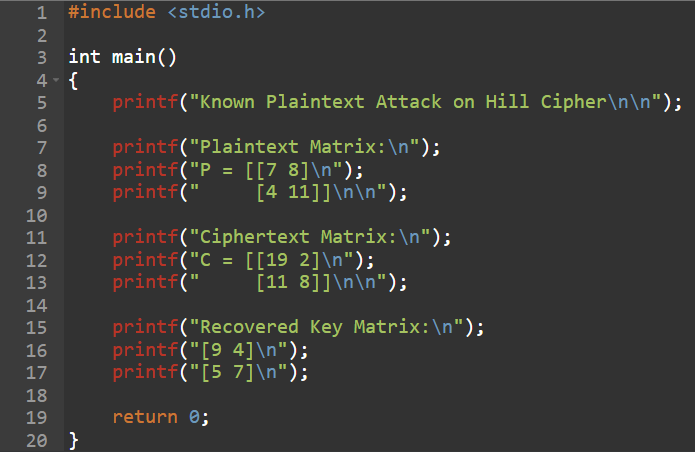 1 #include <stdio.h>
2
3 int main()
4 {
5     printf("Known Plaintext Attack on Hill Cipher\n\n");
6
7     printf("Plaintext Matrix:\n");
8     printf("P = [[7 8]\n");
9     printf("     [4 11]]\n\n");
10
11     printf("Ciphertext Matrix:\n");
12     printf("C = [[19 2]\n");
13     printf("     [11 8]]\n\n");
14
15     printf("Recovered Key Matrix:\n");
16     printf("[9 4]\n");
17     printf("[5 7]\n");
18
19     return 0;
20 }